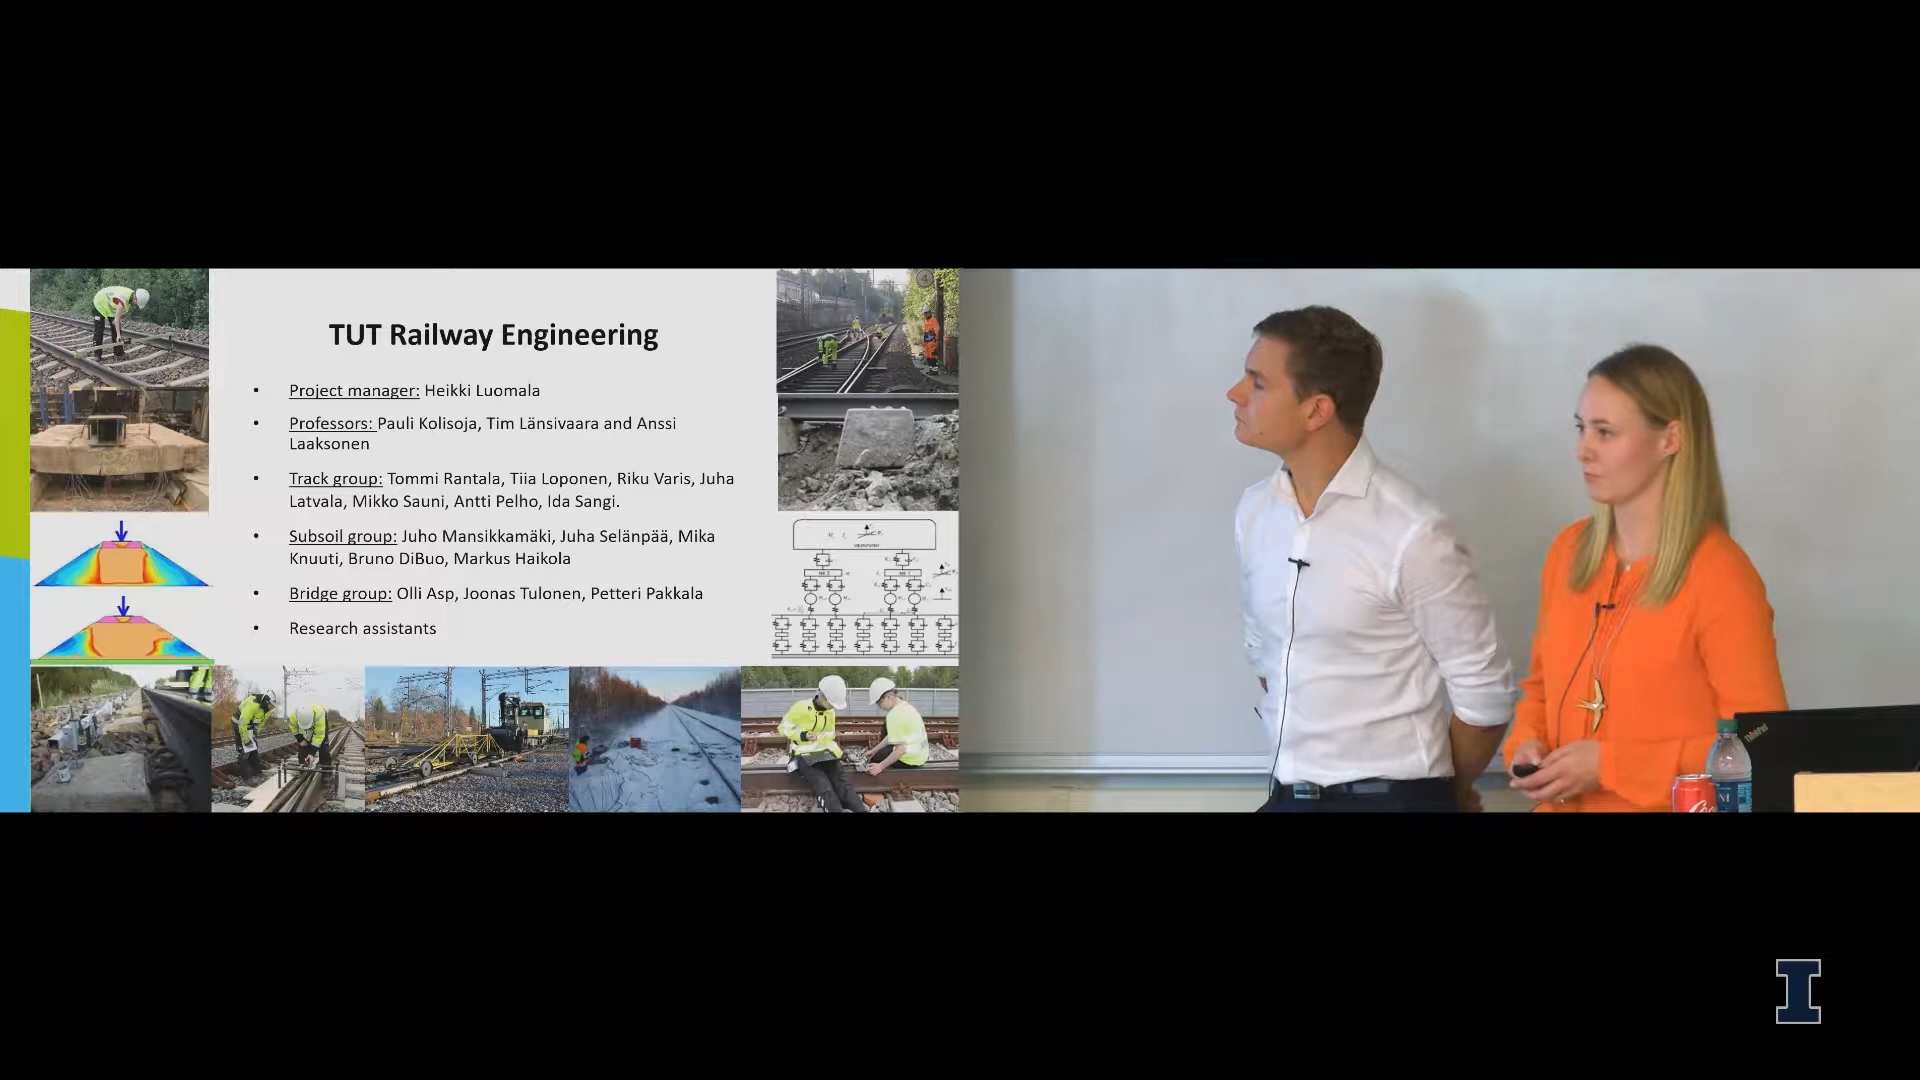 TUT Railway Engineering
• Project manager: Heikki Luomala
• Professors: Pauli Kolisoja, Tim Länsivaara and Anssi
Laaksonen
• Track group: Tommi Rantala, Tiia Loponen, Riku Varis, Juha
Latvala, Mikko Sauni, Antti Pelho, Ida Sangi.
• Subsoil group: Juho Mansikkamäki, Juha Selänpää, Mika
Knuuti, Bruno DiBuo, Markus Haikola
• Bridge group: Olli Asp, Joonas Tulonen, Petteri Pakkala
• Research assistants
4
ThinkPad
I